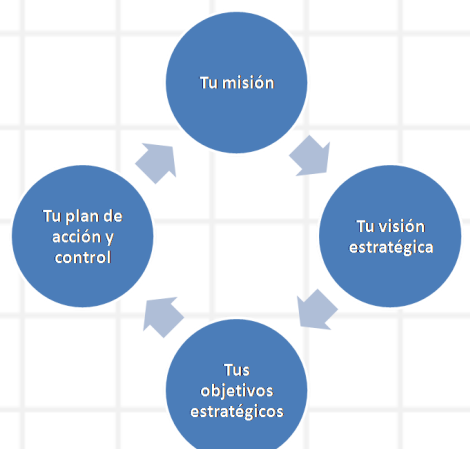 Tu misión
Tu visión
estratégica
Tus
objetivos
estratégicos
Tu plan de
acción y
control